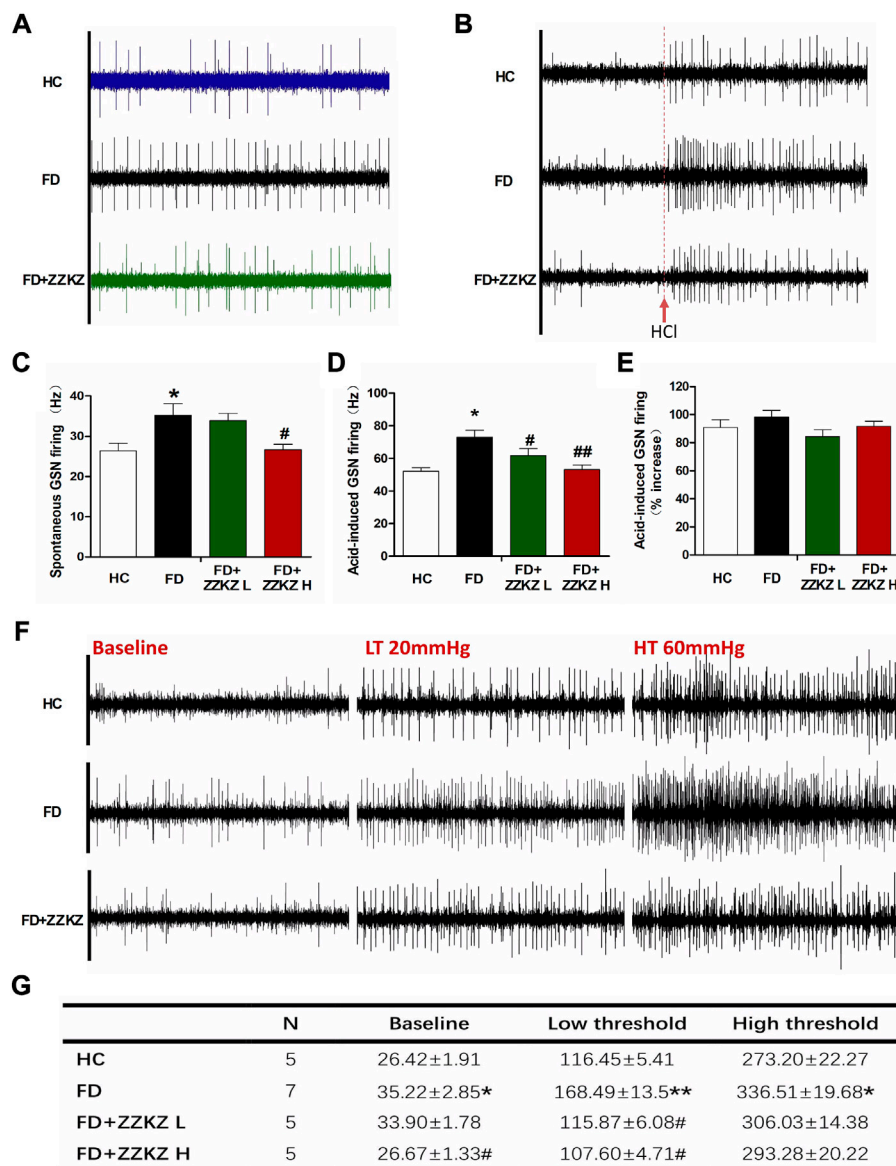 A
HC
FD
FD+ZZKZ
B
HC
FD
FD+ZZKZ
HCl
C
Spontaneous GSN firing (Hz)
40
30
20
10
0
*
#
HC
FD
FD+
ZZKZ L
FD+
ZZKZ H
D
Acid-induced GSN firing (Hz)
100
80
60
40
20
0
*
#
##
HC
FD
FD+
ZZKZ L
FD+
ZZKZ H
E
Acid-induced GSN firing
(% increase)
120
100
80
60
40
20
0
HC
FD
FD+
ZZKZ L
FD+
ZZKZ H
F
Baseline LT 20mmHg HT 60mmHg
HC
FD
FD+ZZKZ
G
N Baseline Low threshold High threshold
HC 5 26.42±1.91 116.45±5.41 273.20±22.27
FD 7 35.22±2.85* 168.49±13.5** 336.51±19.68*
FD+ZZKZ L 5 33.90±1.78 115.87±6.08# 306.03±14.38
FD+ZZKZ H 5 26.67±1.33# 107.60±4.71# 293.28±20.22